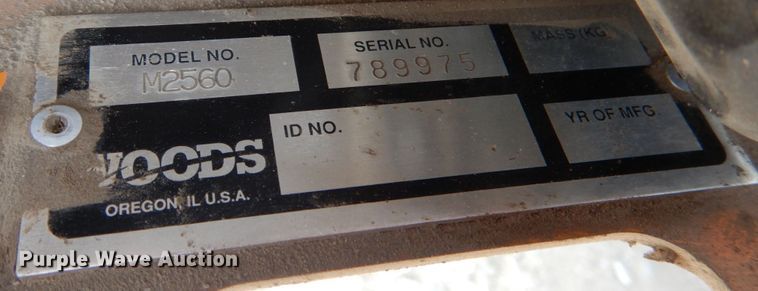 MODEL NO.
M2560
SERIAL NO.
789975
MASS (KG
ID NO.
YR OF MFG.
WOODS
OREGON, IL U.S.A.
Purple Wave Auction